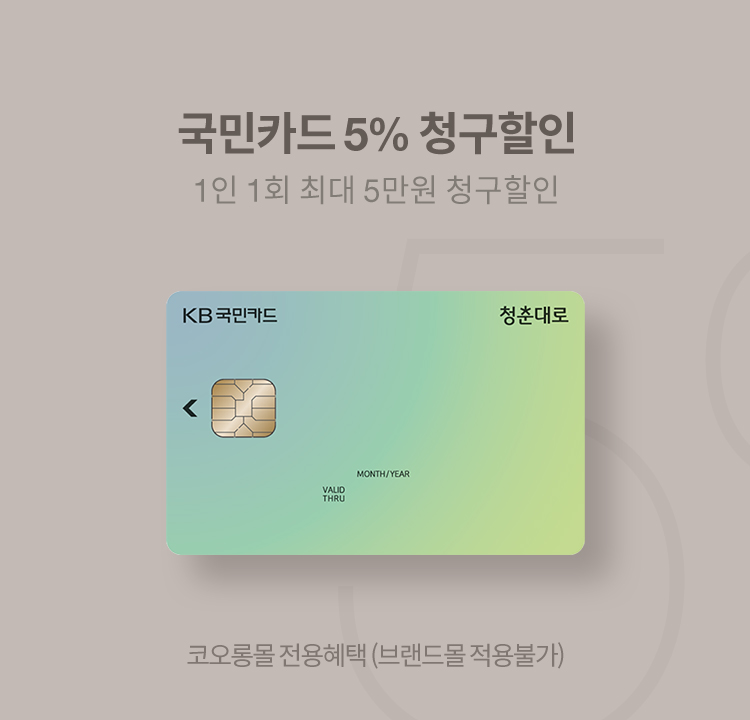 국민카드 5% 청구할인
1인 1회 최대 5만원 청구할인
KB 국민카드
청춘대로
MONTH/YEAR
VALID
THRU
코오롱몰 전용혜택 (브랜드몰 적용불가)